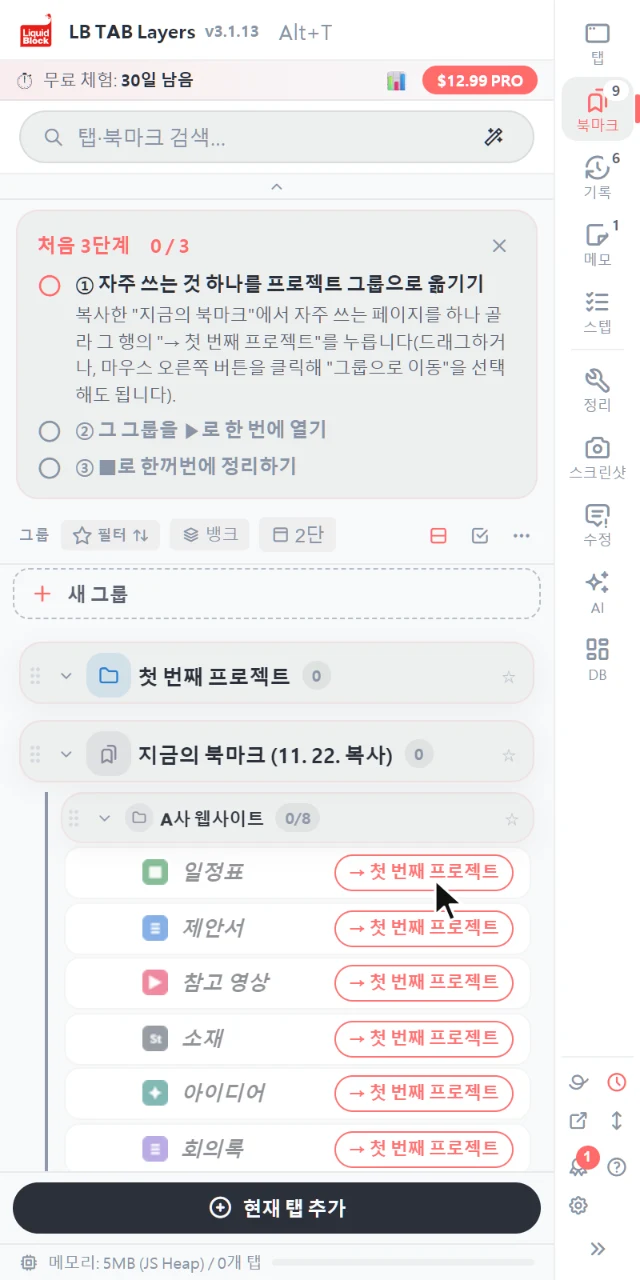 Liquid Block LB TAB Layers v3.1.13 Alt+T
무료 체험: 30일 남음 $12.99 PRO
탭·북마크 검색...
처음 3단계 0 / 3
① 자주 쓰는 것 하나를 프로젝트 그룹으로 옮기기
복사한 "지금의 북마크"에서 자주 쓰는 페이지를 하나 골
라 그 행의 "→ 첫 번째 프로젝트"를 누릅니다(드래그하거
나, 마우스 오른쪽 버튼을 클릭해 "그룹으로 이동"을 선택
해도 됩니다).
② 그 그룹을 ▶로 한 번에 열기
③ ■로 한꺼번에 정리하기
그룹 필터 뱅크 2단
새 그룹
첫 번째 프로젝트 0
지금의 북마크 (11. 22. 복사) 0
A사 웹사이트 0/8
일정표 → 첫 번째 프로젝트
제안서 → 첫 번째 프로젝트
참고 영상 → 첫 번째 프로젝트
St 소재 → 첫 번째 프로젝트
아이디어 → 첫 번째 프로젝트
회의록 → 첫 번째 프로젝트
현재 탭 추가
메모리: 5MB (JS Heap) / 0개 탭
탭
9
북마크
6
기록
1
메모
스텝
정리
스크린샷
수정
AI
DB
1